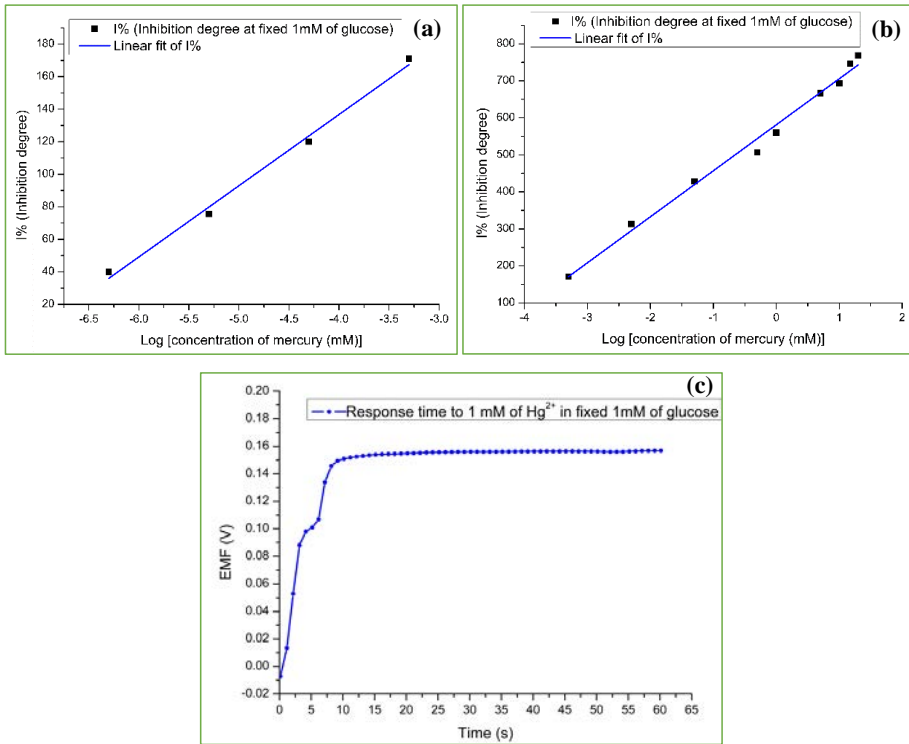 I% (Inhibition degree at fixed 1mM of glucose)
Linear fit of I%
(a)
I% (Inhibition degree)
180
160
140
120
100
80
60
40
20
-6.5 -6.0 -5.5 -5.0 -4.5 -4.0 -3.5 -3.0
Log [concentration of mercury (mM)]
I% (Inhibition degree at fixed 1mM of glucose)
Linear fit of I%
(b)
I% (Inhibition degree)
800
700
600
500
400
300
200
100
-4 -3 -2 -1 0 1 2
Log [concentration of mercury (mM)]
(c)
Response time to 1 mM of Hg²⁺ in fixed 1mM of glucose
EMF (V)
0.20
0.18
0.16
0.14
0.12
0.10
0.08
0.06
0.04
0.02
0.00
-0.02
0 5 10 15 20 25 30 35 40 45 50 55 60 65
Time (s)